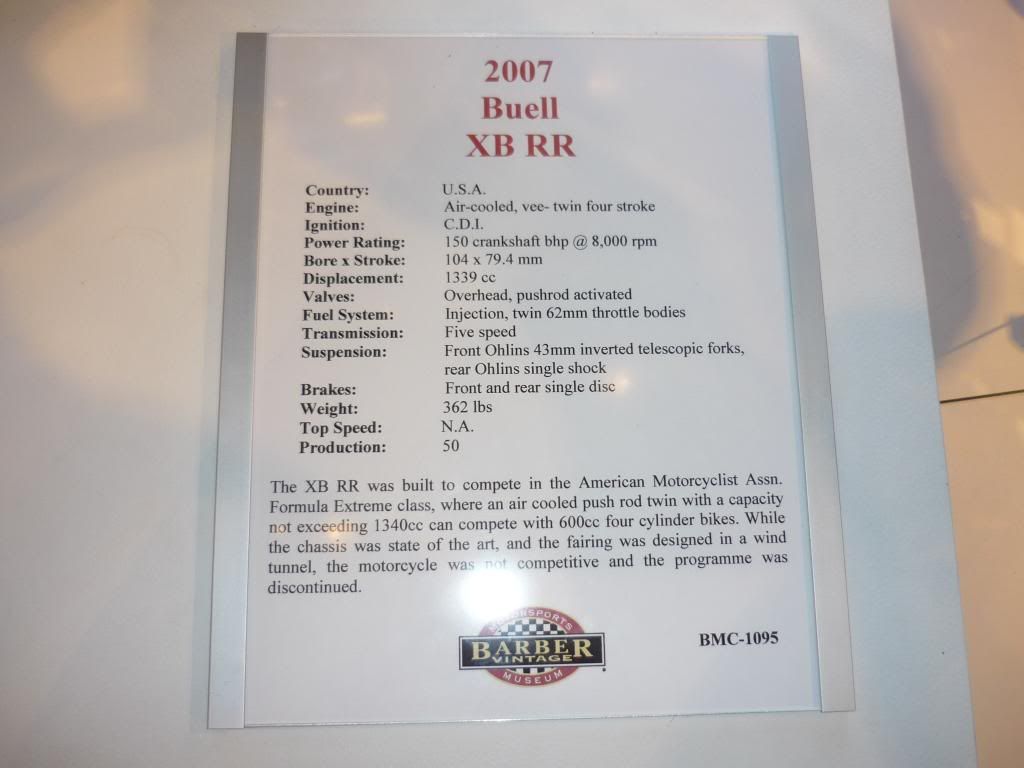 2007
Buell
XB RR
Country: U.S.A.
Engine: Air-cooled, vee- twin four stroke
Ignition: C.D.I.
Power Rating: 150 crankshaft bhp @ 8,000 rpm
Bore x Stroke: 104 x 79.4 mm
Displacement: 1339 cc
Valves: Overhead, pushrod activated
Fuel System: Injection, twin 62mm throttle bodies
Transmission: Five speed
Suspension: Front Ohlins 43mm inverted telescopic forks,
rear Ohlins single shock
Brakes: Front and rear single disc
Weight: 362 lbs
Top Speed: N.A.
Production: 50
The XB RR was built to compete in the American Motorcyclist Assn.
Formula Extreme class, where an air cooled push rod twin with a capacity
not exceeding 1340cc can compete with 600cc four cylinder bikes. While
the chassis was state of the art, and the fairing was designed in a wind
tunnel, the motorcycle was not competitive and the programme was
discontinued.
MOTORSPORTS
BARBER
VINTAGE
MUSEUM
BMC-1095